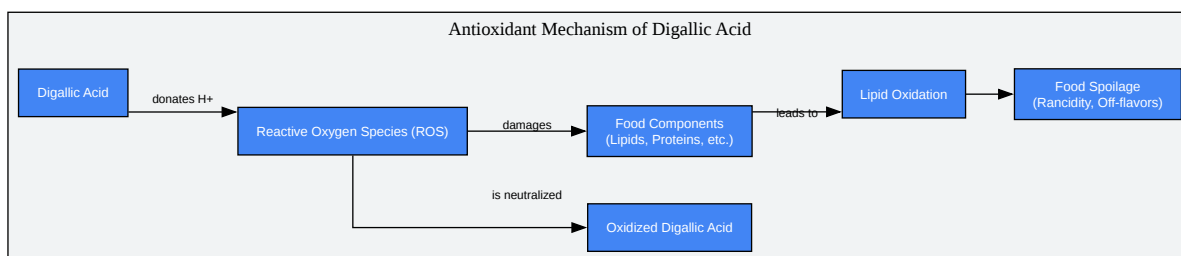 Antioxidant Mechanism of Digallic Acid
Digallic Acid
donates H+
Reactive Oxygen Species (ROS)
damages
Food Components
(Lipids, Proteins, etc.)
leads to
Lipid Oxidation
Food Spoilage
(Rancidity, Off-flavors)
is neutralized
Oxidized Digallic Acid